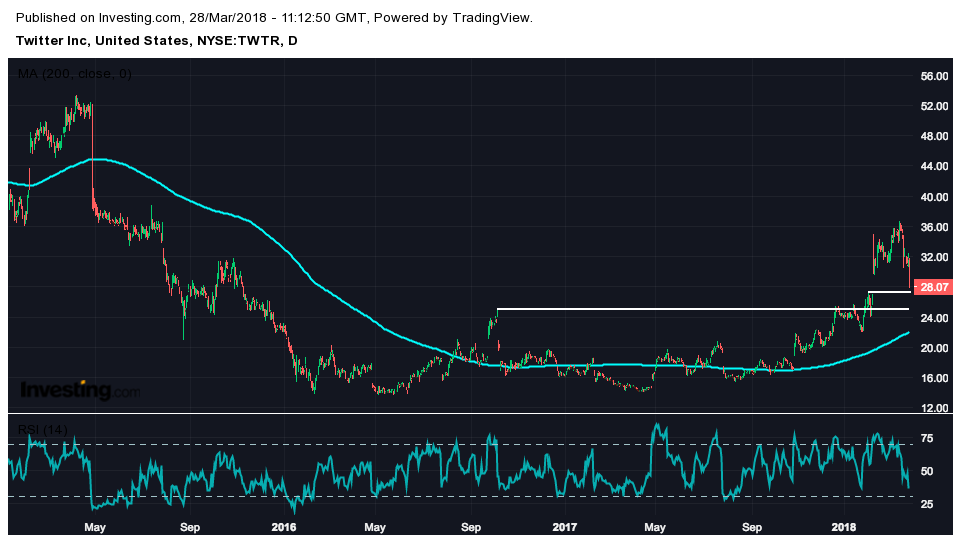 Published on Investing.com, 28/Mar/2018 - 11:12:50 GMT, Powered by TradingView.
Twitter Inc, United States, NYSE:TWTR, D
MA (200, close, 0)
56.00
52.00
48.00
44.00
40.00
36.00
32.00
28.07
24.00
20.00
16.00
12.00
Investing.com
RSI (14)
75
50
25
May Sep 2016 May Sep 2017 May Sep 2018